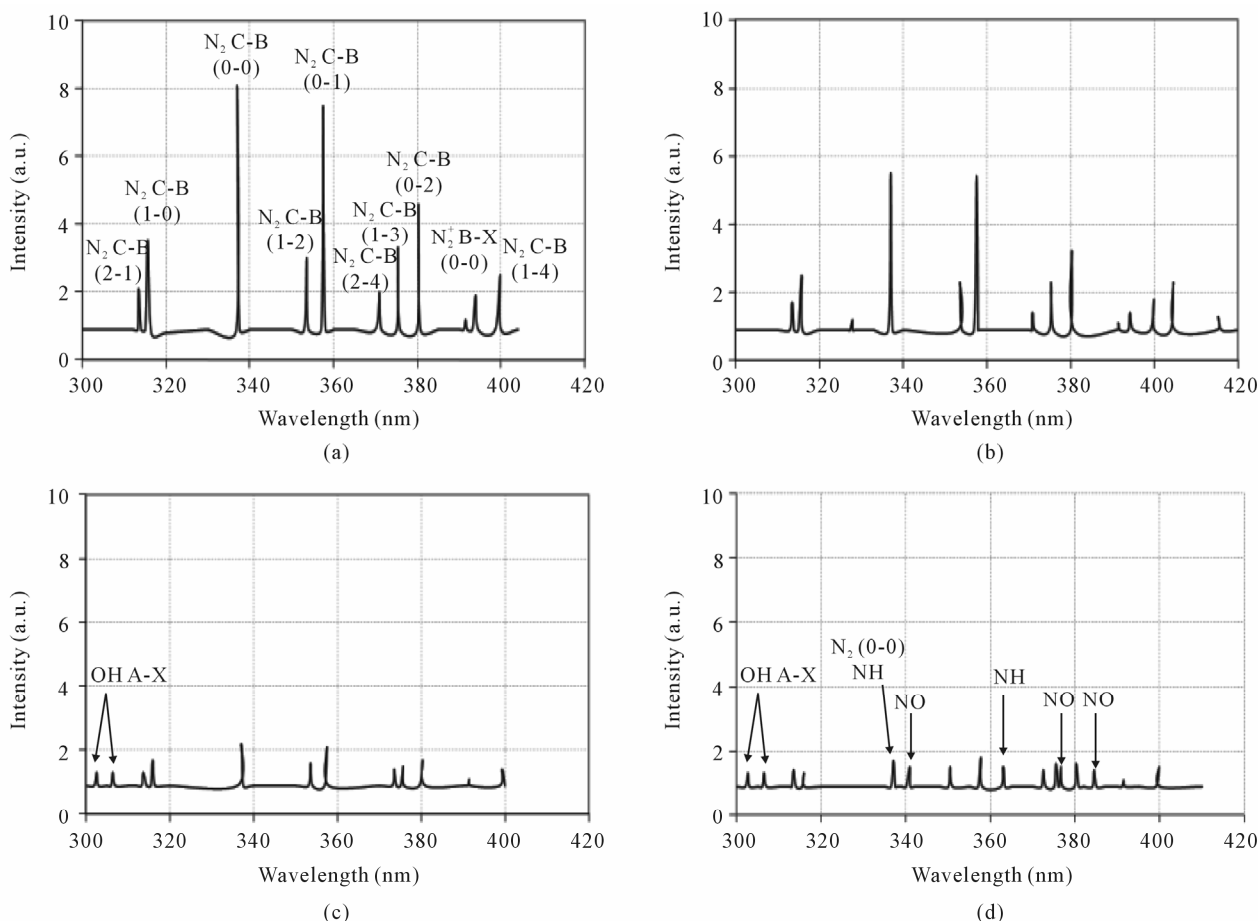 10
8
6
4
2
0
Intensity (a.u.)
N₂ C-B
(0-0)
N₂ C-B
(0-1)
N₂ C-B
(0-2)
N₂ C-B
(1-0)
N₂ C-B
(1-2)
N₂ C-B
(1-3)
N₂⁺ B-X
(0-0)
N₂ C-B
(2-1)
N₂ C-B
(2-4)
N₂ C-B
(1-4)
300 320 340 360 380 400 420
Wavelength (nm)
(a)
10
8
6
4
2
0
Intensity (a.u.)
300 320 340 360 380 400 420
Wavelength (nm)
(b)
10
8
6
4
2
0
Intensity (a.u.)
OH A-X
300 320 340 360 380 400 420
Wavelength (nm)
(c)
10
8
6
4
2
0
Intensity (a.u.)
OH A-X
N₂ (0-0)
NH
NO
NH
NO
NO
300 320 340 360 380 400 420
Wavelength (nm)
(d)